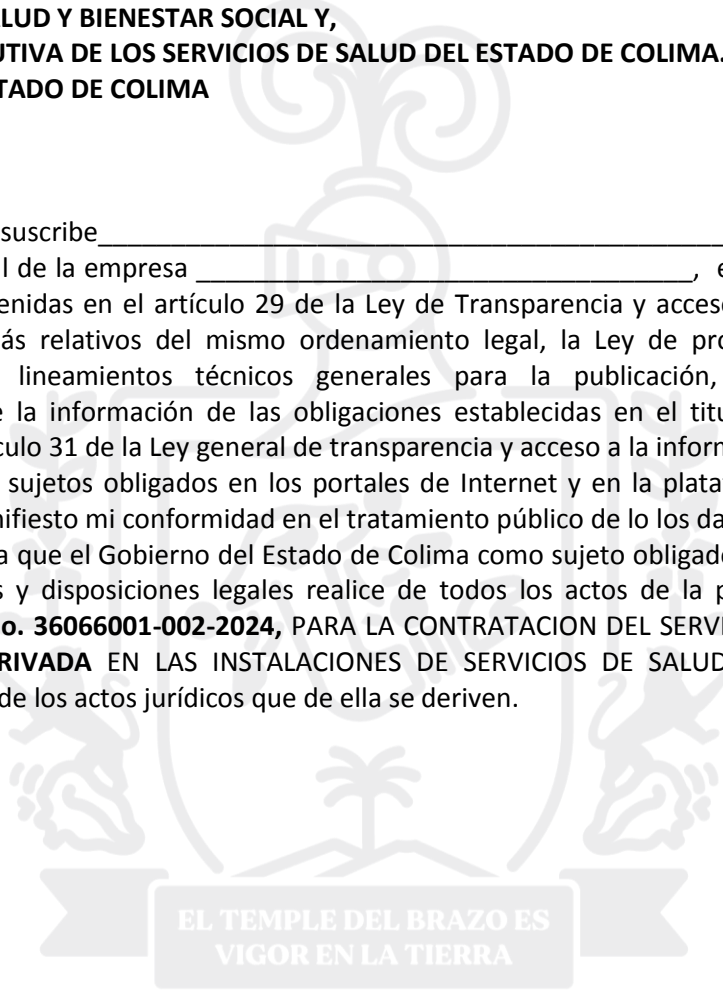 ALUD Y BIENESTAR SOCIAL Y,
UTIVA DE LOS SERVICIOS DE SALUD DEL ESTADO DE COLIMA.
TADO DE COLIMA
suscribe____________________________________________
l de la empresa __________________________________, e
enidas en el artículo 29 de la Ley de Transparencia y acceso
ás relativos del mismo ordenamiento legal, la Ley de pro
lineamientos técnicos generales para la publicación,
e la información de las obligaciones establecidas en el titu
culo 31 de la Ley general de transparencia y acceso a la inform
sujetos obligados en los portales de Internet y en la plata
nifiesto mi conformidad en el tratamiento público de lo los da
a que el Gobierno del Estado de Colima como sujeto obligado
s y disposiciones legales realice de todos los actos de la p
o. 36066001-002-2024, PARA LA CONTRATACION DEL SERVI
RIVADA EN LAS INSTALACIONES DE SERVICIOS DE SALUD
de los actos jurídicos que de ella se deriven.
EL TEMPLE DEL BRAZO ES
VIGOR EN LA TIERRA